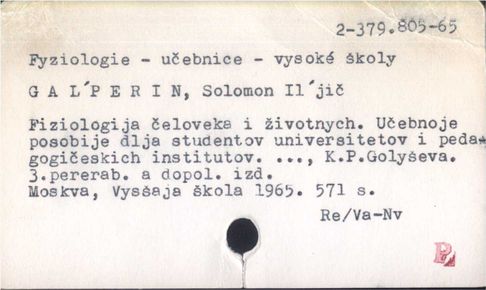 2-379.805-65
Fyziologie - učebnice - vysoké školy
G A L´P E R I N, Solomon Il´jič
Fiziologija čeloveka i životnych. Učebnoje
posobije dlja studentov universitetov i peda-
gogičeskich institutov. ..., K.P.Golyševa.
3.pererab. a dopol. izd.
Moskva, Vysšaja škola 1965. 571 s.
Re/Va-Nv